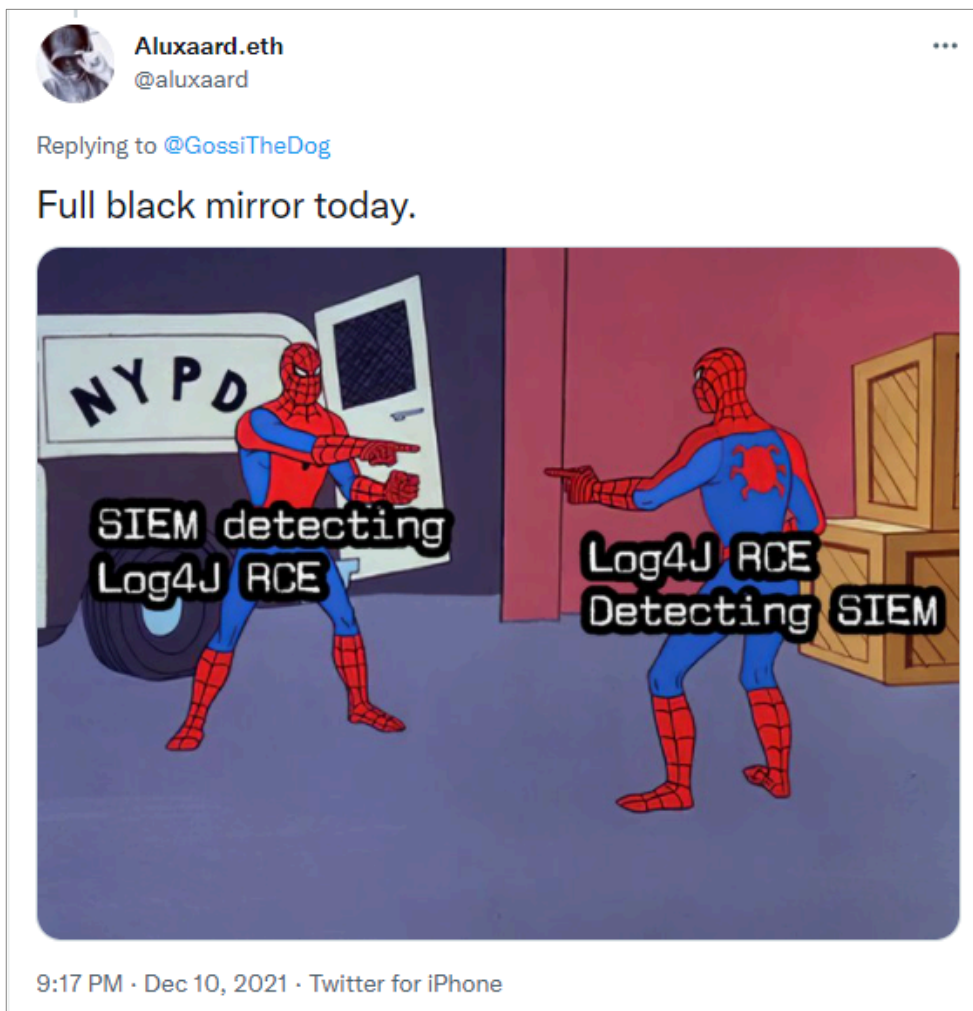 Aluxaard.eth
@aluxaard
Replying to @GossiTheDog
Full black mirror today.
NYPD
SIEM detecting
Log4J RCE
Log4J RCE
Detecting SIEM
9:17 PM · Dec 10, 2021 · Twitter for iPhone